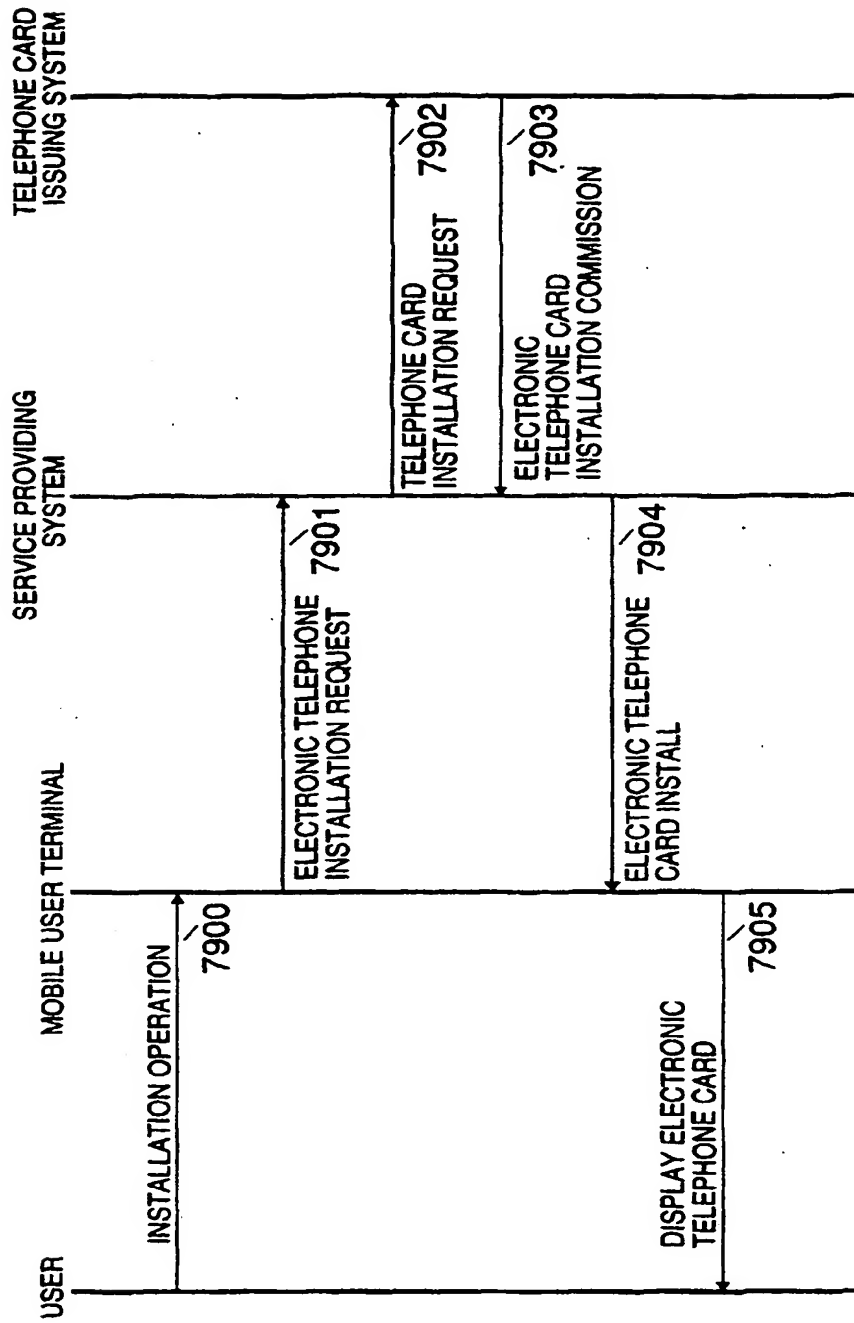 USER
MOBILE USER TERMINAL
SERVICE PROVIDING
SYSTEM
TELEPHONE CARD
ISSUING SYSTEM
INSTALLATION OPERATION
7900
ELECTRONIC TELEPHONE
INSTALLATION REQUEST
7901
TELEPHONE CARD
INSTALLATION REQUEST
7902
ELECTRONIC
TELEPHONE CARD
INSTALLATION COMMISSION
7903
ELECTRONIC TELEPHONE
CARD INSTALL
7904
DISPLAY ELECTRONIC
TELEPHONE CARD
7905